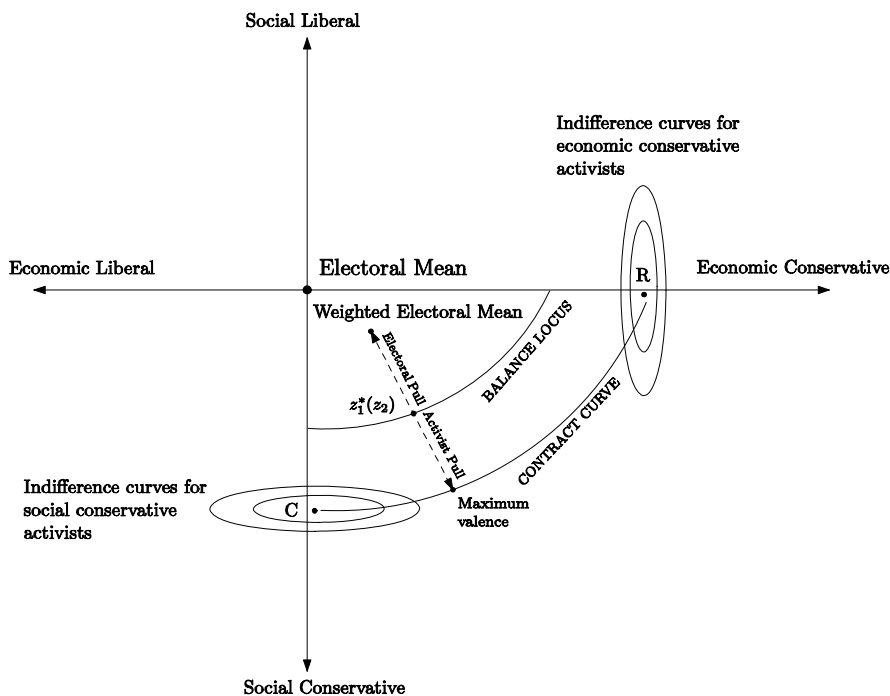 Social Liberal
Indifference curves for
economic conservative
activists
Economic Liberal
Electoral Mean
R
Economic Conservative
Weighted Electoral Mean
Electoral Pull
BALANCE LOCUS
z₁*(z₂)
Activist Pull
CONTRACT CURVE
Indifference curves for
social conservative
activists
C
Maximum
valence
Social Conservative